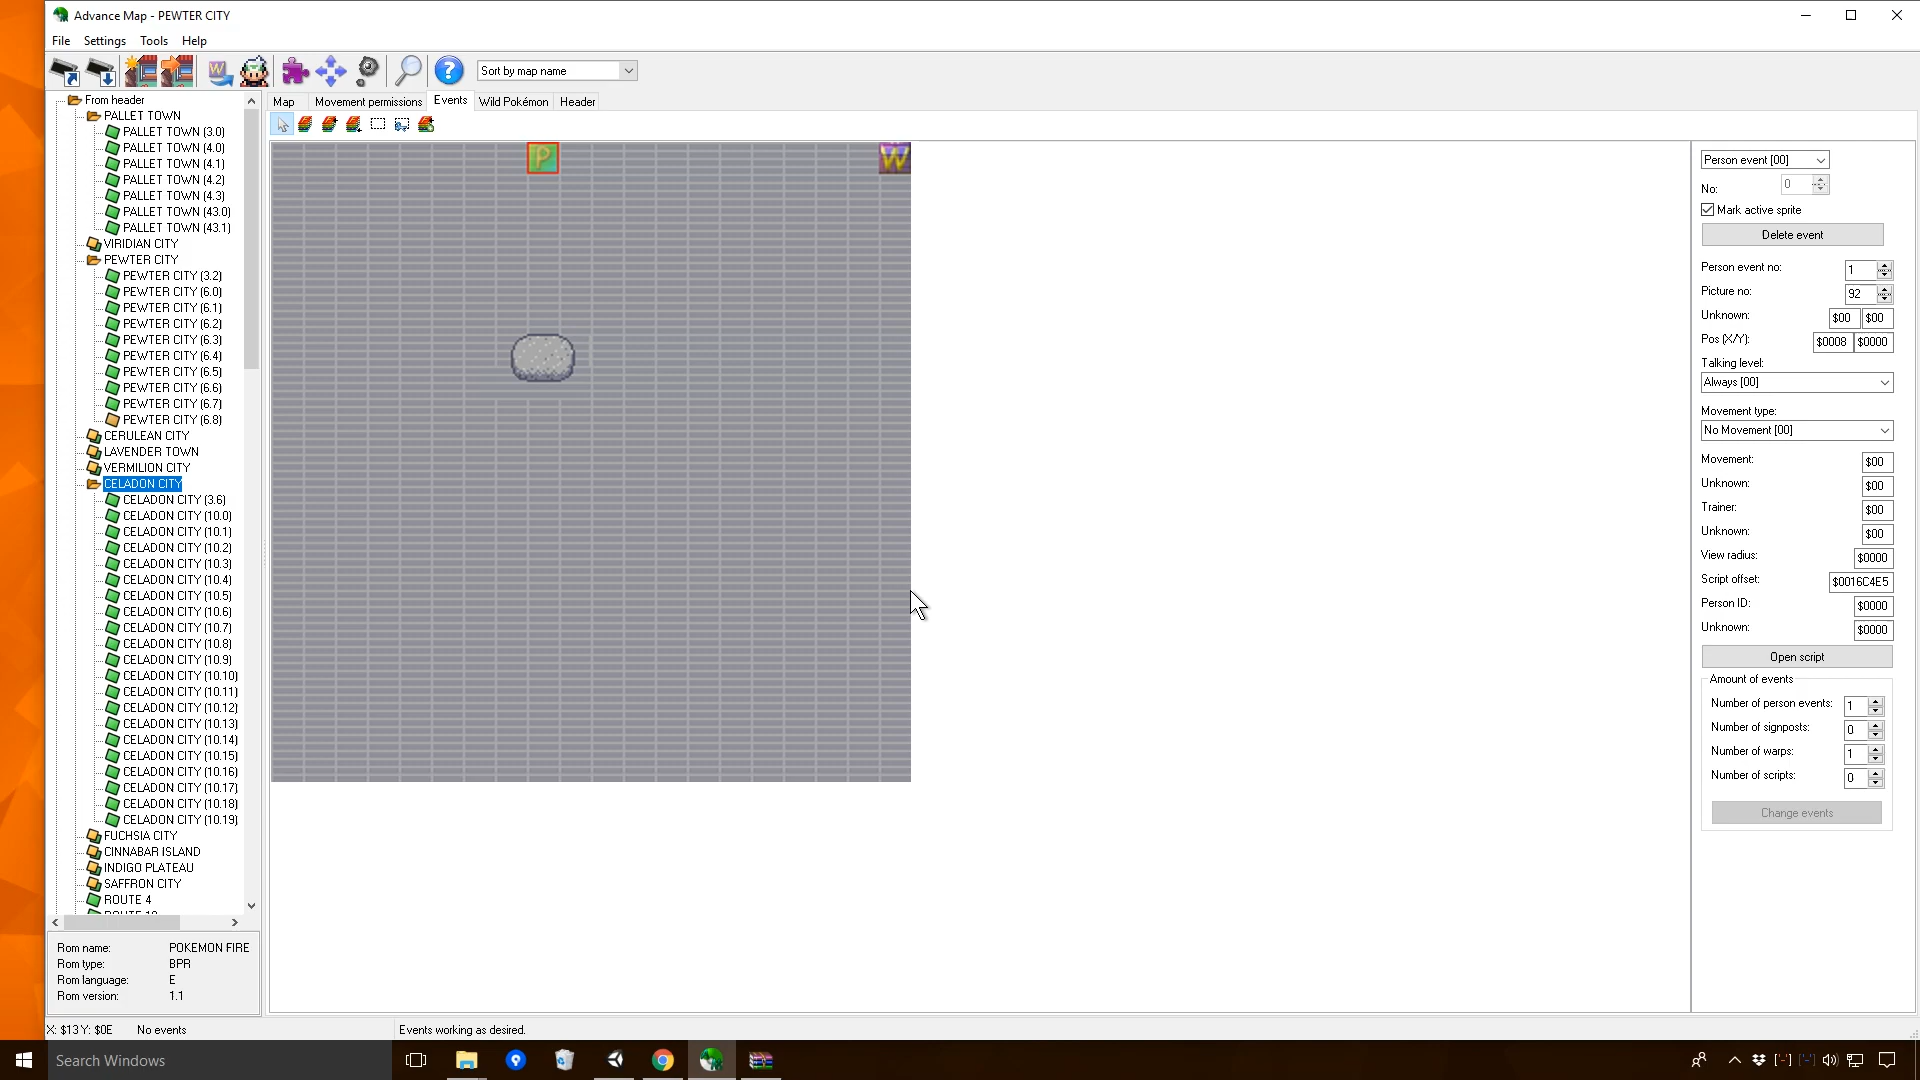 Advance Map - PEWTER CITY
File Settings Tools Help
Sort by map name
Map Movement permissions Events Wild Pokémon Header
From header
PALLET TOWN
PALLET TOWN (3.0)
PALLET TOWN (4.0)
PALLET TOWN (4.1)
PALLET TOWN (4.2)
PALLET TOWN (4.3)
PALLET TOWN (43.0)
PALLET TOWN (43.1)
VIRIDIAN CITY
PEWTER CITY
PEWTER CITY (3.2)
PEWTER CITY (6.0)
PEWTER CITY (6.1)
PEWTER CITY (6.2)
PEWTER CITY (6.3)
PEWTER CITY (6.4)
PEWTER CITY (6.5)
PEWTER CITY (6.6)
PEWTER CITY (6.7)
PEWTER CITY (6.8)
CERULEAN CITY
LAVENDER TOWN
VERMILION CITY
CELADON CITY
CELADON CITY (3.6)
CELADON CITY (10.0)
CELADON CITY (10.1)
CELADON CITY (10.2)
CELADON CITY (10.3)
CELADON CITY (10.4)
CELADON CITY (10.5)
CELADON CITY (10.6)
CELADON CITY (10.7)
CELADON CITY (10.8)
CELADON CITY (10.9)
CELADON CITY (10.10)
CELADON CITY (10.11)
CELADON CITY (10.12)
CELADON CITY (10.13)
CELADON CITY (10.14)
CELADON CITY (10.15)
CELADON CITY (10.16)
CELADON CITY (10.17)
CELADON CITY (10.18)
CELADON CITY (10.19)
FUCHSIA CITY
CINNABAR ISLAND
INDIGO PLATEAU
SAFFRON CITY
ROUTE 4
Rom name: POKEMON FIRE
Rom type: BPR
Rom language: E
Rom version: 1.1
P
W
Person event [00]
No: 0
Mark active sprite
Delete event
Person event no: 1
Picture no: 92
Unknown: $00 $00
Pos (X/Y): $0008 $0000
Talking level:
Always [00]
Movement type:
No Movement [00]
Movement: $00
Unknown: $00
Trainer: $00
Unknown: $00
View radius: $0000
Script offset: $0016C4E5
Person ID: $0000
Unknown: $0000
Open script
Amount of events
Number of person events: 1
Number of signposts: 0
Number of warps: 1
Number of scripts: 0
Change events
X: $13 Y: $0E No events Events working as desired.
Search Windows